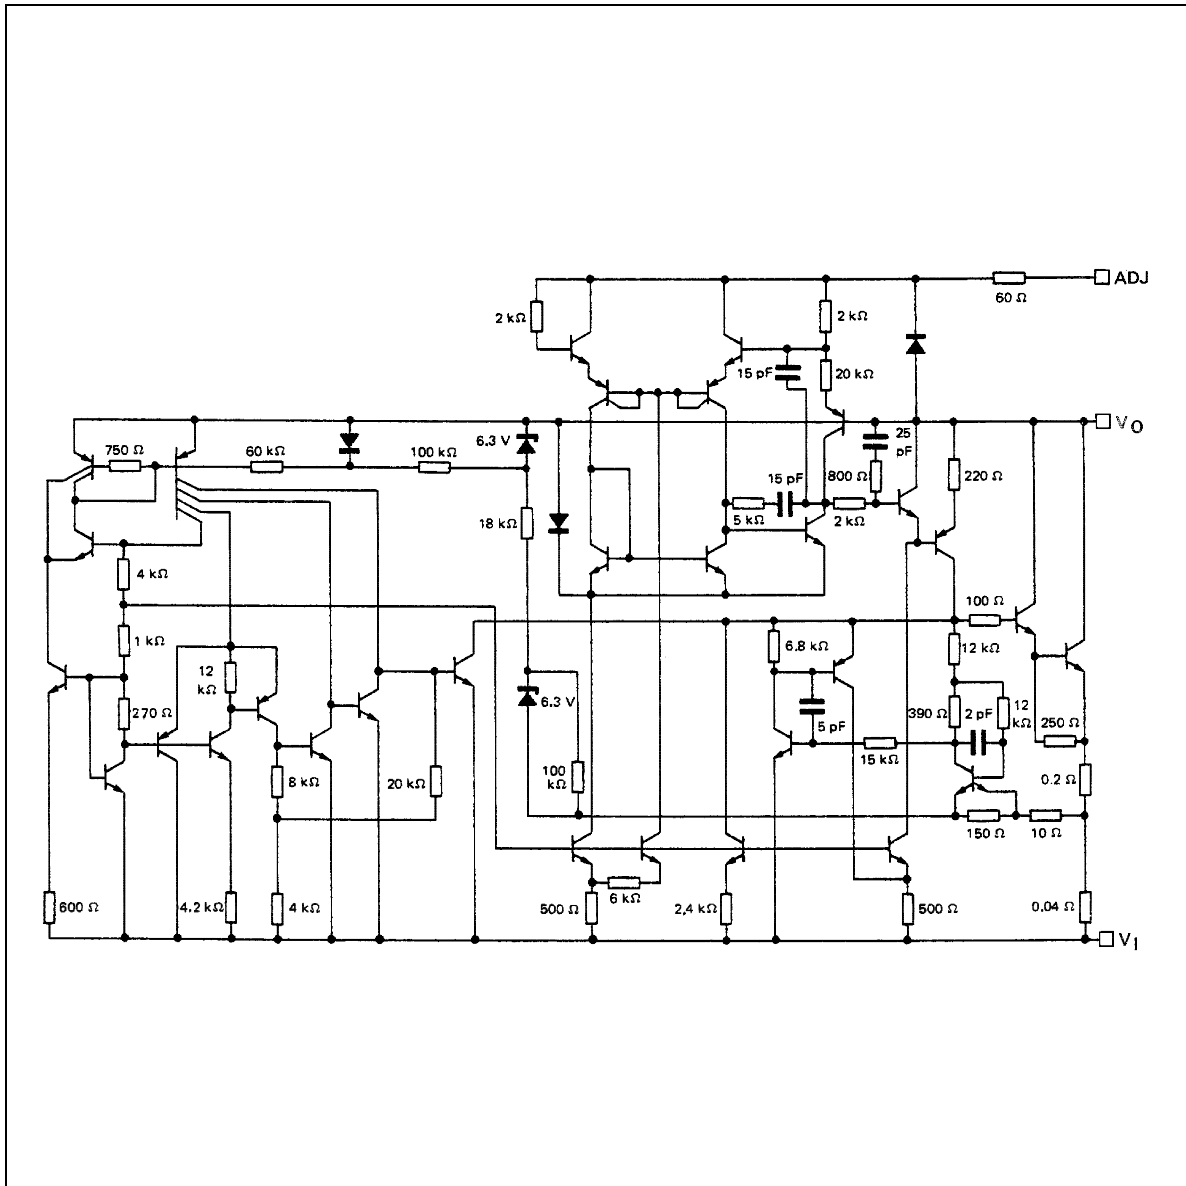 ADJ
60 Ω
2 kΩ
2 kΩ
15 pF
20 kΩ
VO
750 Ω
60 kΩ
100 kΩ
6.3 V
25
pF
15 pF
800 Ω
220 Ω
18 kΩ
5 kΩ
2 kΩ
4 kΩ
100 Ω
1 kΩ
6.8 kΩ
12 kΩ
12
kΩ
6.3 V
270 Ω
5 pF
390 Ω
2 pF
12
kΩ
250 Ω
15 kΩ
8 kΩ
20 kΩ
100
kΩ
0.2 Ω
150 Ω
10 Ω
600 Ω
4.2 kΩ
4 kΩ
500 Ω
6 kΩ
2,4 kΩ
500 Ω
0.04 Ω
VI